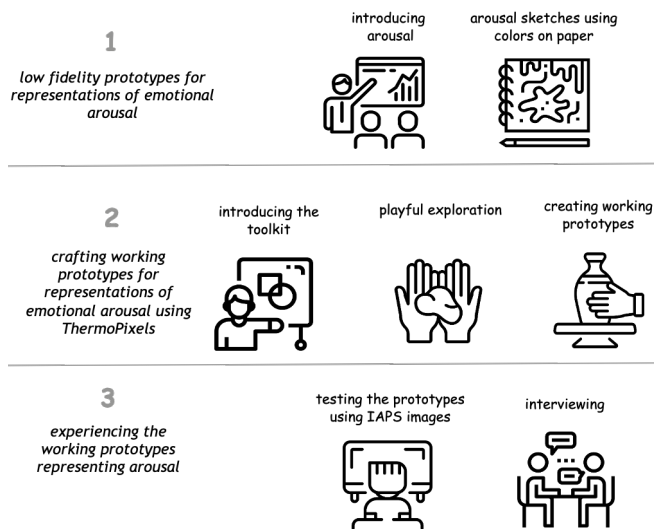 1
low fidelity prototypes for
representations of emotional
arousal
introducing
arousal
arousal sketches using
colors on paper
2
crafting working
prototypes for
representations of
emotional arousal using
ThermoPixels
introducing the
toolkit
playful exploration
creating working
prototypes
3
experiencing the
working prototypes
representing arousal
testing the prototypes
using IAPS images
interviewing